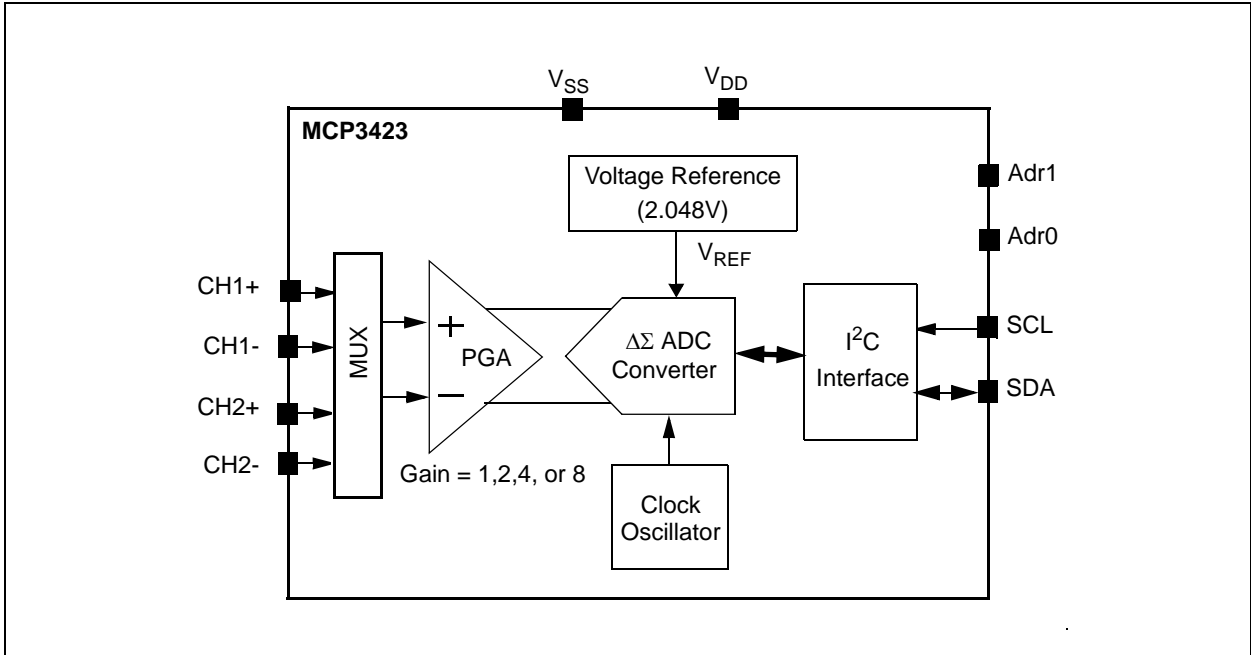 VSS
VDD
MCP3423
Voltage Reference
(2.048V)
VREF
Adr1
Adr0
CH1+
CH1-
CH2+
CH2-
MUX
+
PGA
−
Gain = 1,2,4, or 8
ΔΣ ADC
Converter
Clock
Oscillator
I²C
Interface
SCL
SDA